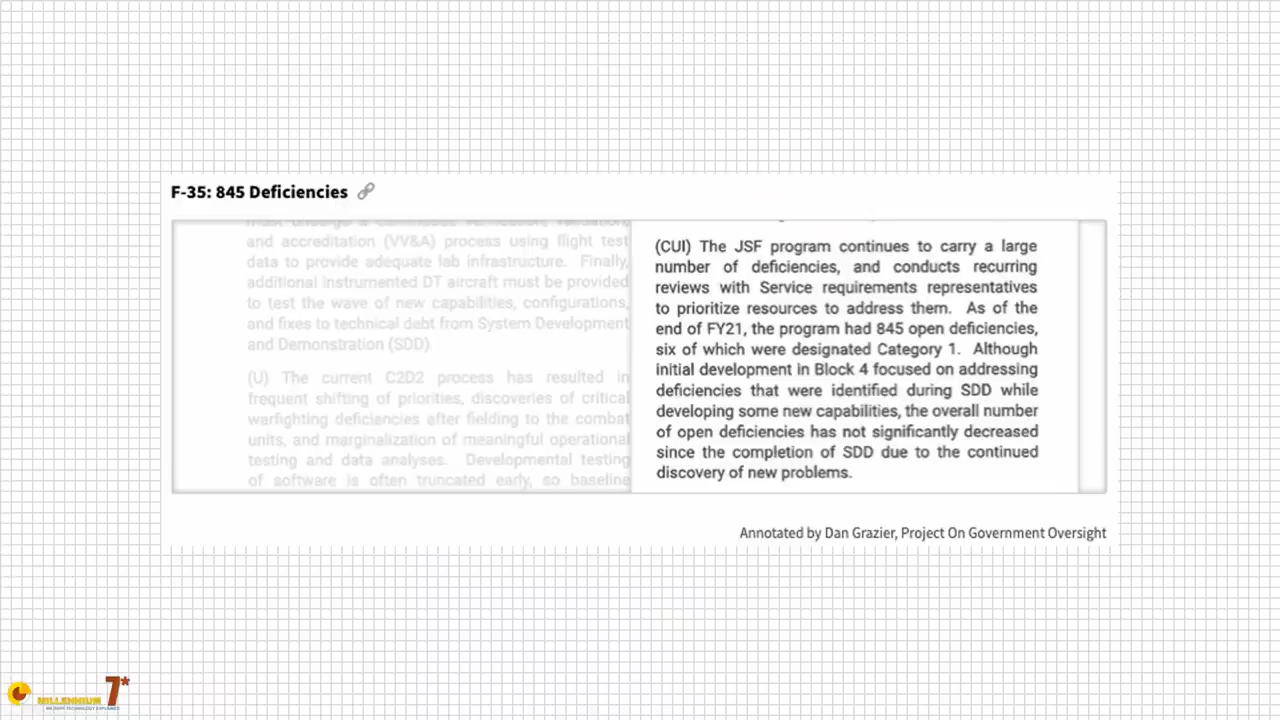 F-35: 845 Deficiencies
and accreditation (VV&A) process using flight test
data to provide adequate lab infrastructure. Finally,
additional instrumented DT aircraft must be provided
to test the wave of new capabilities, configurations,
and fixes to technical debt from System Development
and Demonstration (SDD)
(U) The current C2D2 process has resulted in
frequent shifting of priorities, discoveries of critical
warfighting deficiencies after fielding to the combat
units, and marginalization of meaningful operational
testing and data analyses. Developmental testing
of software is often truncated early, so baseline
(CUI) The JSF program continues to carry a large
number of deficiencies, and conducts recurring
reviews with Service requirements representatives
to prioritize resources to address them. As of the
end of FY21, the program had 845 open deficiencies,
six of which were designated Category 1. Although
initial development in Block 4 focused on addressing
deficiencies that were identified during SDD while
developing some new capabilities, the overall number
of open deficiencies has not significantly decreased
since the completion of SDD due to the continued
discovery of new problems.
Annotated by Dan Grazier, Project On Government Oversight
MILLENNIUM 7*